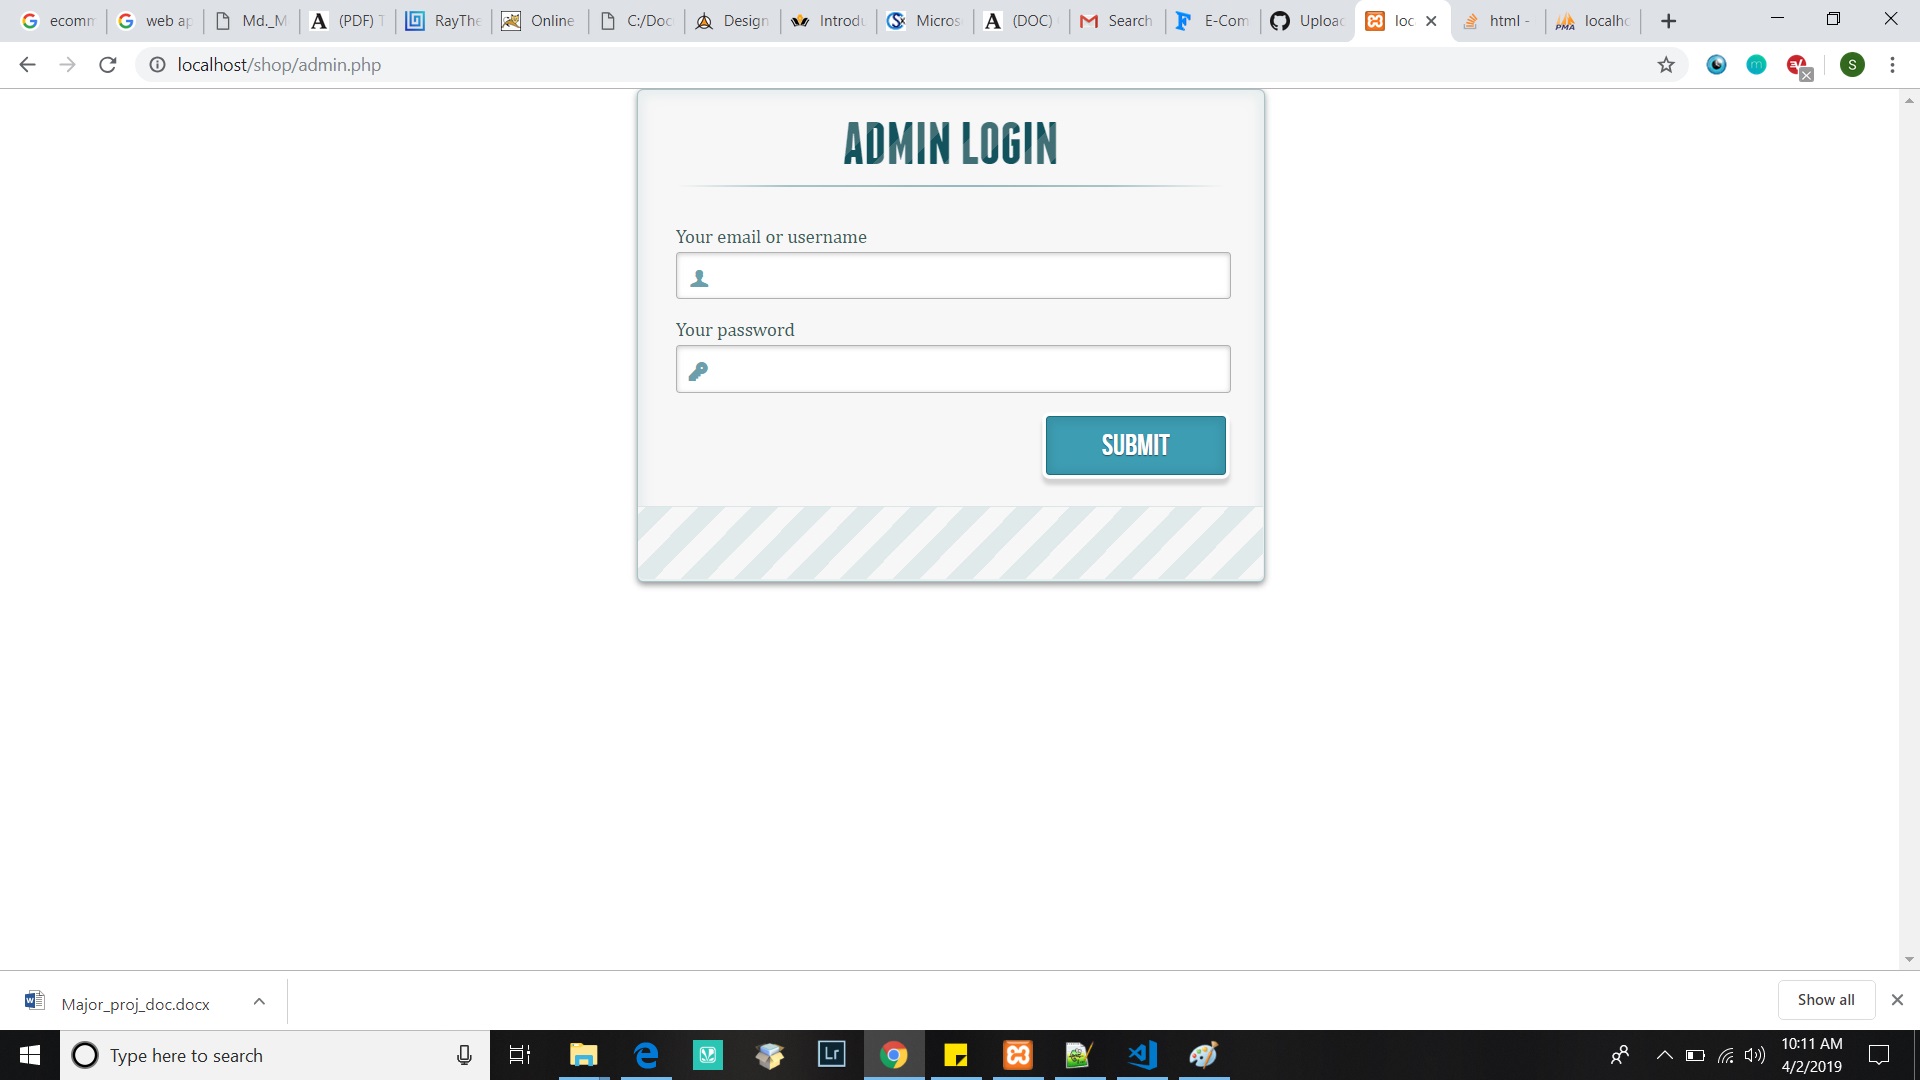 ecomm
web ap
Md._M
(PDF) T
RayThe
Online
C:/Doc
Design
Introdu
Micros
(DOC)
Search
E-Com
Upload
loc
html -
localho
localhost/shop/admin.php
S
ADMIN LOGIN
Your email or username
Your password
SUBMIT
Major_proj_doc.docx
Show all
Type here to search
Lr
10:11 AM
4/2/2019